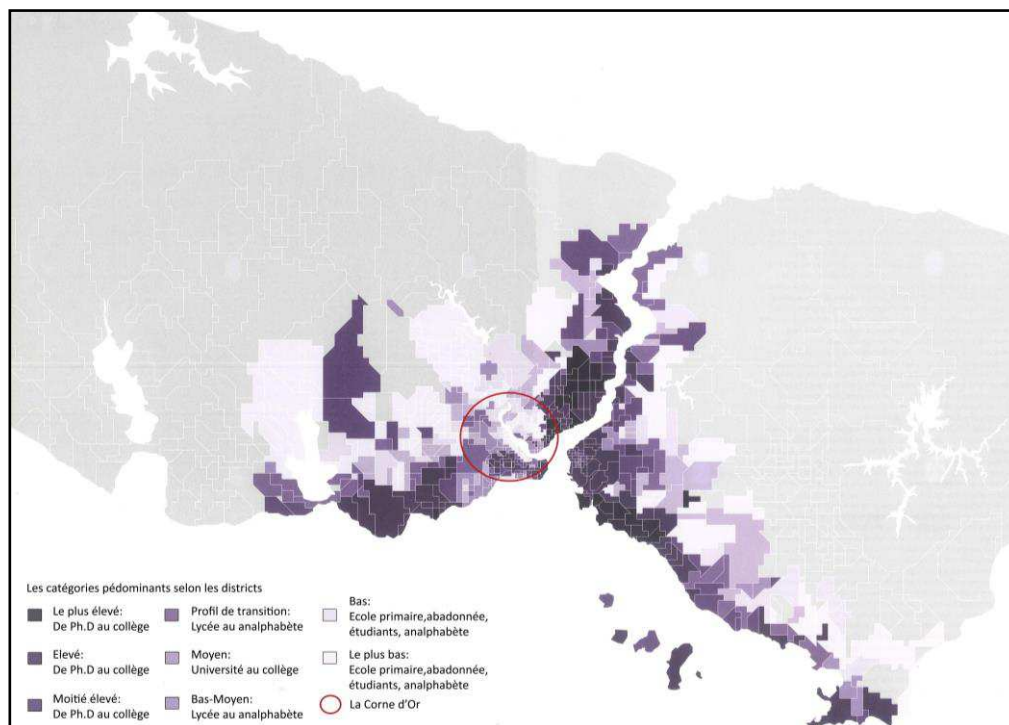 Les catégories pédominants selon les districts
Le plus élevé:
De Ph.D au collège
Elevé:
De Ph.D au collège
Moitié élevé:
De Ph.D au collège
Profil de transition:
Lycée au analphabète
Moyen:
Université au collège
Bas-Moyen:
Lycée au analphabète
Bas:
Ecole primaire,abadonnée,
étudiants, analphabète
Le plus bas:
Ecole primaire,abadonnée,
étudiants, analphabète
La Corne d'Or